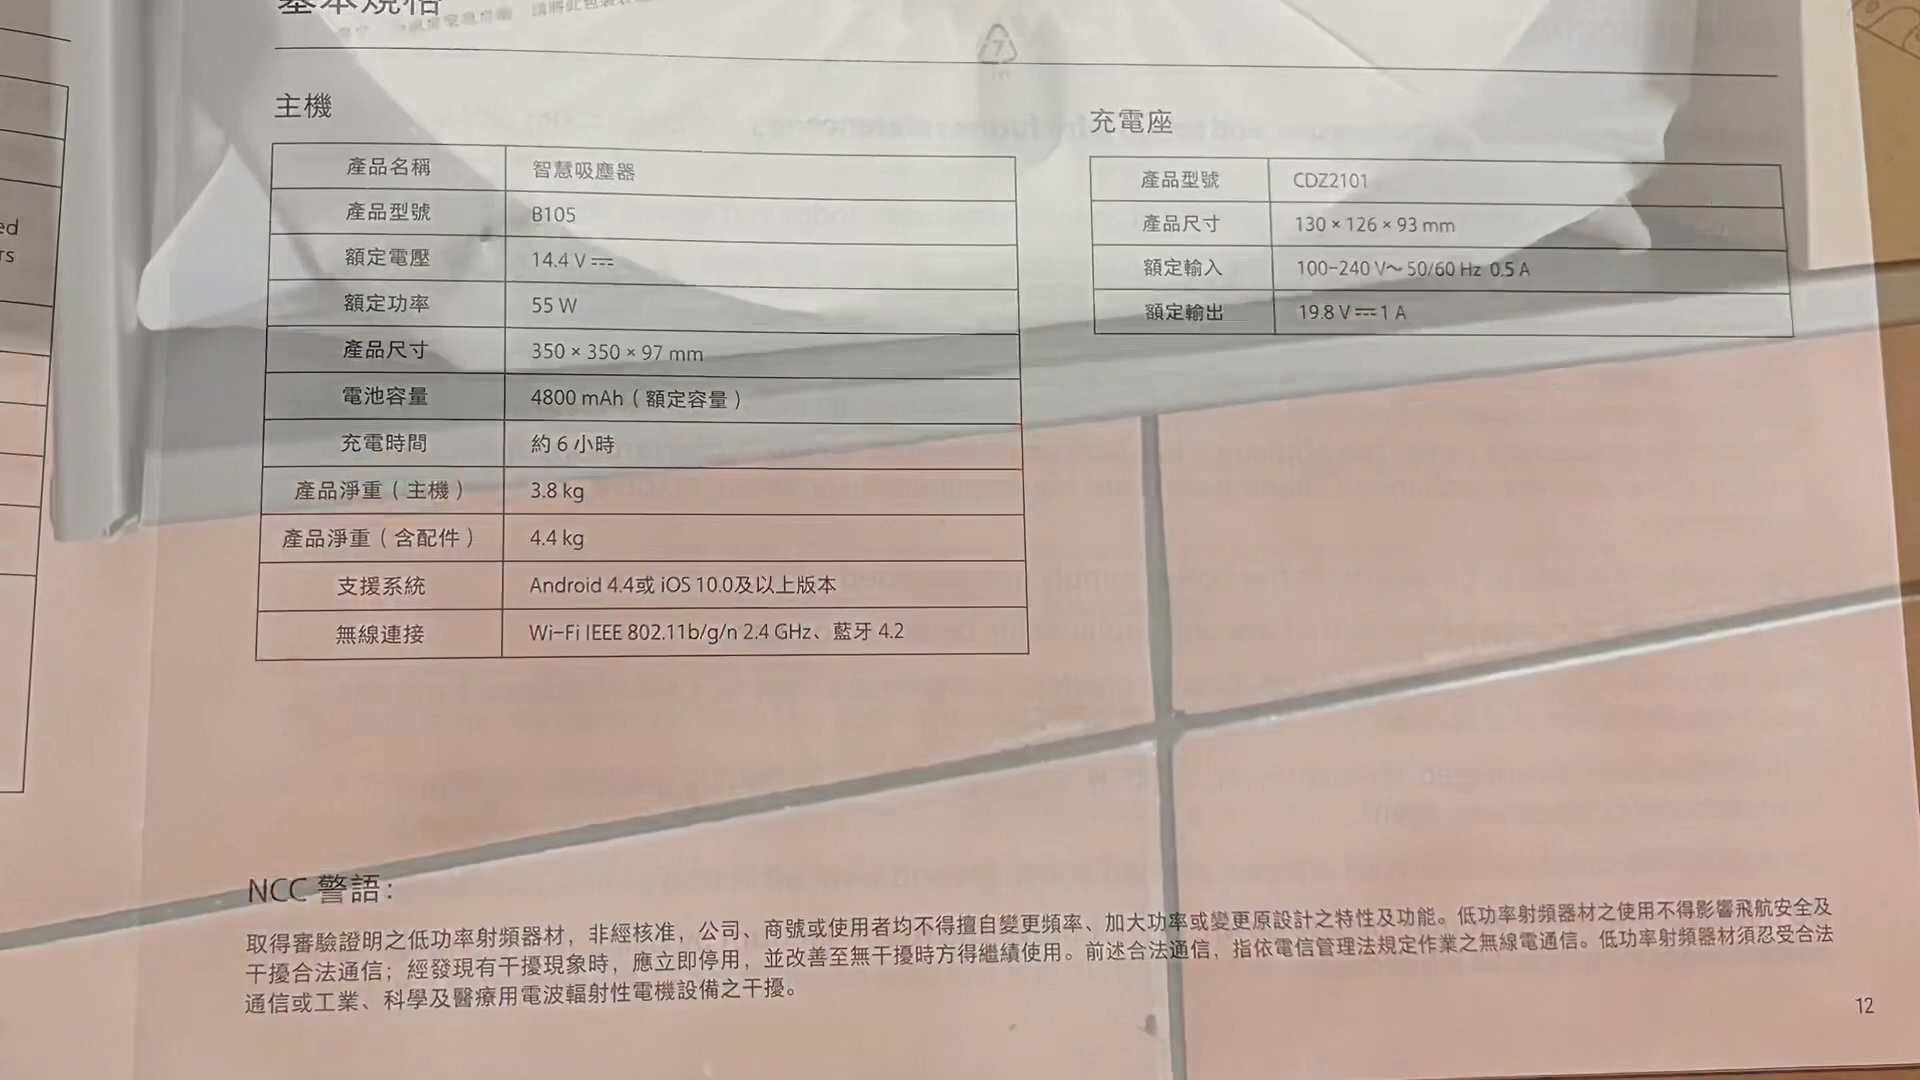 基本規格
主機
產品名稱 智慧吸塵器
產品型號 B105
額定電壓 14.4 V⎓
額定功率 55 W
產品尺寸 350 × 350 × 97 mm
電池容量 4800 mAh（額定容量）
充電時間 約 6 小時
產品淨重（主機） 3.8 kg
產品淨重（含配件） 4.4 kg
支援系統 Android 4.4或 iOS 10.0及以上版本
無線連接 Wi-Fi IEEE 802.11b/g/n 2.4 GHz、藍牙 4.2
充電座
產品型號 CDZ2101
產品尺寸 130 × 126 × 93 mm
額定輸入 100-240 V～ 50/60 Hz 0.5 A
額定輸出 19.8 V⎓1 A
NCC 警語：
取得審驗證明之低功率射頻器材，非經核准，公司、商號或使用者均不得擅自變更頻率、加大功率或變更原設計之特性及功能。低功率射頻器材之使用不得影響飛航安全及
干擾合法通信；經發現有干擾現象時，應立即停用，並改善至無干擾時方得繼續使用。前述合法通信，指依電信管理法規定作業之無線電通信。低功率射頻器材須忍受合法
通信或工業、科學及醫療用電波輻射性電機設備之干擾。
12